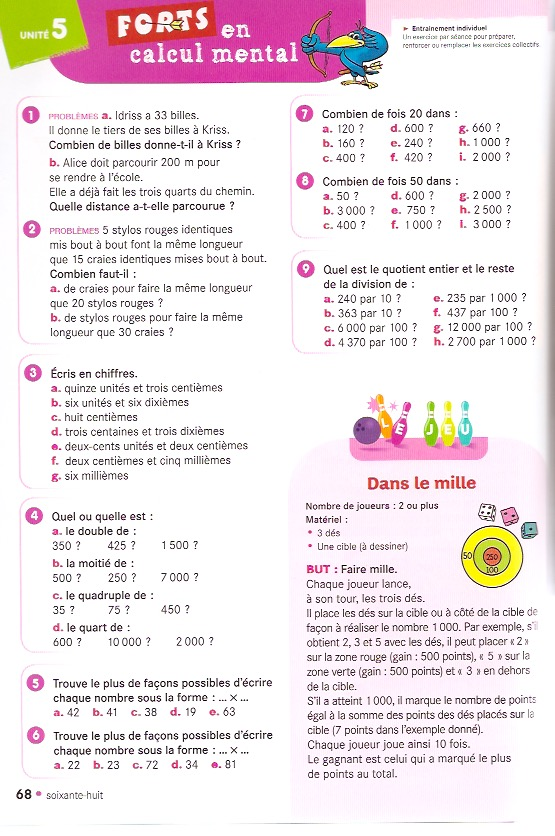 UNITÉ 5
FORTS en
calcul mental
► Entraînement individuel
Un exercice par séance pour préparer,
renforcer ou remplacer les exercices collectifs
1 PROBLÈMES a. Idriss a 33 billes.
Il donne le tiers de ses billes à Kriss.
Combien de billes donne-t-il à Kriss ?
b. Alice doit parcourir 200 m pour
se rendre à l'école.
Elle a déjà fait les trois quarts du chemin.
Quelle distance a-t-elle parcourue ?
2 PROBLÈMES 5 stylos rouges identiques
mis bout à bout font la même longueur
que 15 craies identiques mises bout à bout.
Combien faut-il :
a. de craies pour faire la même longueur
que 20 stylos rouges ?
b. de stylos rouges pour faire la même
longueur que 30 craies ?
3 Écris en chiffres.
a. quinze unités et trois centièmes
b. six unités et six dixièmes
c. huit centièmes
d. trois centaines et trois dixièmes
e. deux-cents unités et deux centièmes
f. deux centièmes et cinq millièmes
g. six millièmes
4 Quel ou quelle est :
a. le double de :
350 ? 425 ? 1 500 ?
b. la moitié de :
500 ? 250 ? 7 000 ?
c. le quadruple de :
35 ? 75 ? 450 ?
d. le quart de :
600 ? 10 000 ? 2 000 ?
5 Trouve le plus de façons possibles d'écrire
chaque nombre sous la forme : ... × ...
a. 42 b. 41 c. 38 d. 19 e. 63
6 Trouve le plus de façons possibles d'écrire
chaque nombre sous la forme : ... × ...
a. 22 b. 23 c. 72 d. 34 e. 81
68 • soixante-huit
7 Combien de fois 20 dans :
a. 120 ? d. 600 ? g. 660 ?
b. 160 ? e. 240 ? h. 1 000 ?
c. 400 ? f. 420 ? i. 2 000 ?
8 Combien de fois 50 dans :
a. 50 ? d. 600 ? g. 2 000 ?
b. 3 000 ? e. 750 ? h. 2 500 ?
c. 400 ? f. 1 000 ? i. 3 000 ?
9 Quel est le quotient entier et le reste
de la division de :
a. 240 par 10 ? e. 235 par 1 000 ?
b. 363 par 10 ? f. 437 par 100 ?
c. 6 000 par 100 ? g. 12 000 par 100 ?
d. 4 370 par 100 ? h. 2 700 par 1 000 ?
LE JEU
Dans le mille
Nombre de joueurs : 2 ou plus
Matériel :
• 3 dés
• Une cible (à dessiner)
50 250
100
BUT : Faire mille.
Chaque joueur lance,
à son tour, les trois dés.
Il place les dés sur la cible ou à côté de la cible de
façon à réaliser le nombre 1 000. Par exemple, s'il
obtient 2, 3 et 5 avec les dés, il peut placer « 2 »
sur la zone rouge (gain : 500 points), « 5 » sur la
zone verte (gain : 500 points) et « 3 » en dehors
de la cible.
S'il a atteint 1 000, il marque le nombre de points
égal à la somme des points des dés placés sur la
cible (7 points dans l'exemple donné).
Chaque joueur joue ainsi 10 fois.
Le gagnant est celui qui a marqué le plus
de points au total.